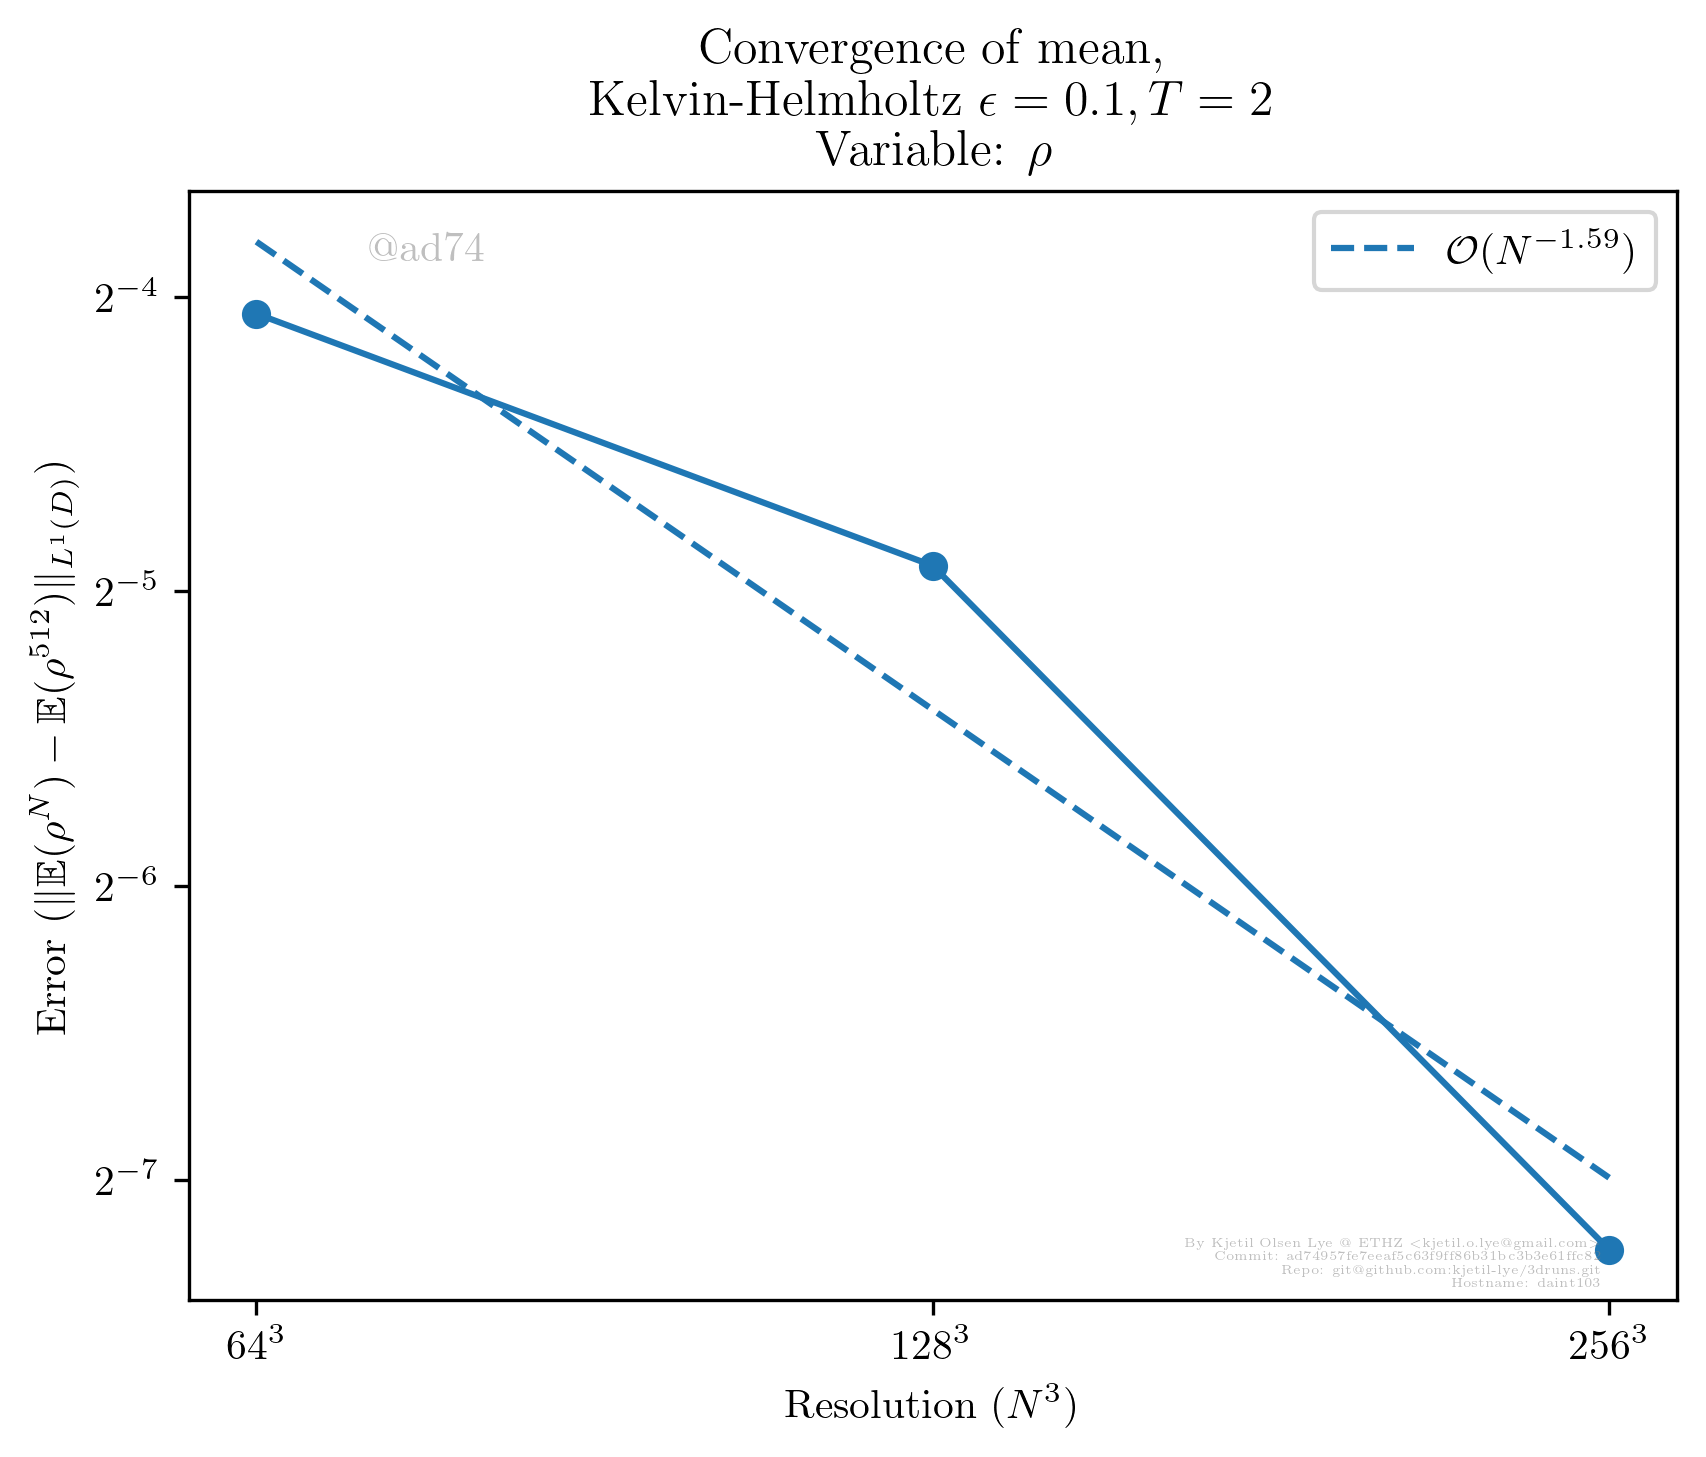 Convergence of mean,
Kelvin-Helmholtz ϵ = 0.1, T = 2
Variable: ρ
@ad74
𝒪(N^{−1.59})
2^{−4}
2^{−5}
2^{−6}
2^{−7}
Error (||𝔼(ρ^N) − 𝔼(ρ^{512})||_{L^1(D)})
By Kjetil Olsen Lye @ ETHZ <kjetil.o.lye@gmail.com>
Commit:
Repo: git@github.com:kjetil-lye/3druns.git
Hostname: daint103
64^3
128^3
256^3
Resolution (N^3)